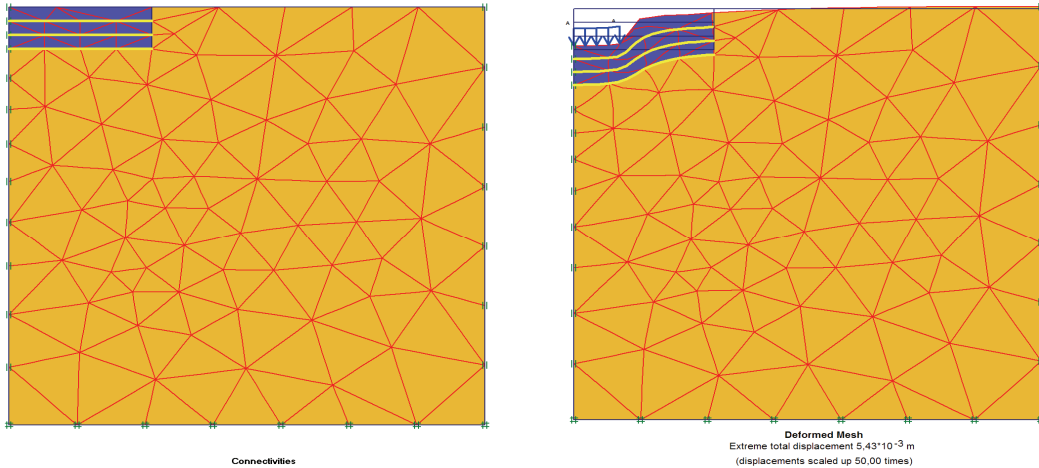 A
A
Connectivities
Deformed Mesh
Extreme total displacement 5,43*10⁻³ m
(displacements scaled up 50,00 times)